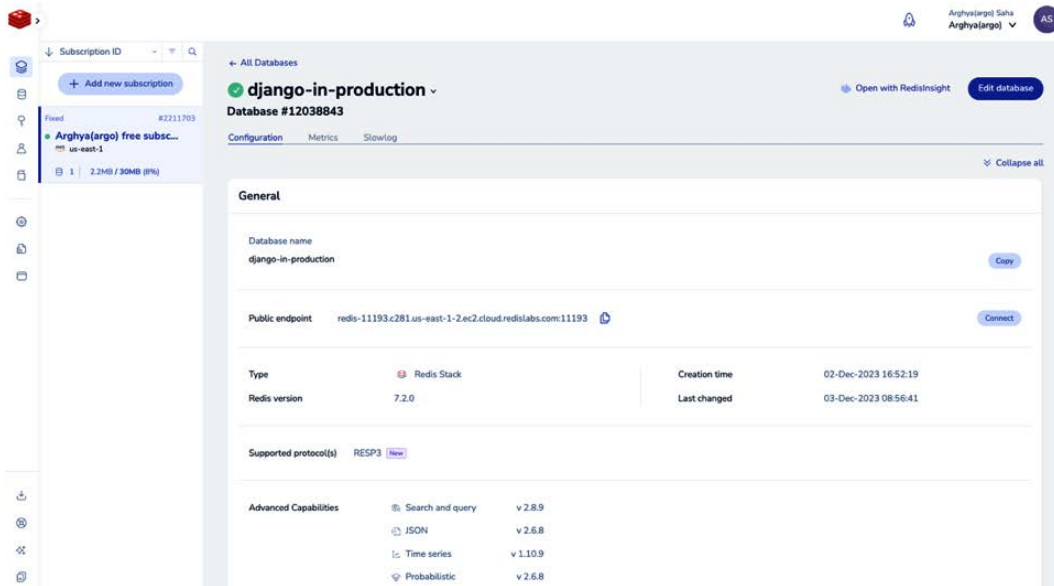 Arghya(argo) Saha
Arghya(argo)
AS
Subscription ID
+ Add new subscription
Fixed #2211703
Arghya(argo) free subsc...
aws us-east-1
1 2.2MB / 30MB (8%)
← All Databases
django-in-production
Database #12038843
Open with RedisInsight
Edit database
Configuration Metrics Slowlog
Collapse all
General
Database name
django-in-production
Copy
Public endpoint redis-11193.c281.us-east-1-2.ec2.cloud.redislabs.com:11193
Connect
Type Redis Stack Creation time 02-Dec-2023 16:52:19
Redis version 7.2.0 Last changed 03-Dec-2023 08:56:41
Supported protocol(s) RESP3 New
Advanced Capabilities Search and query v 2.8.9
JSON v 2.6.8
Time series v 1.10.9
Probabilistic v 2.6.8